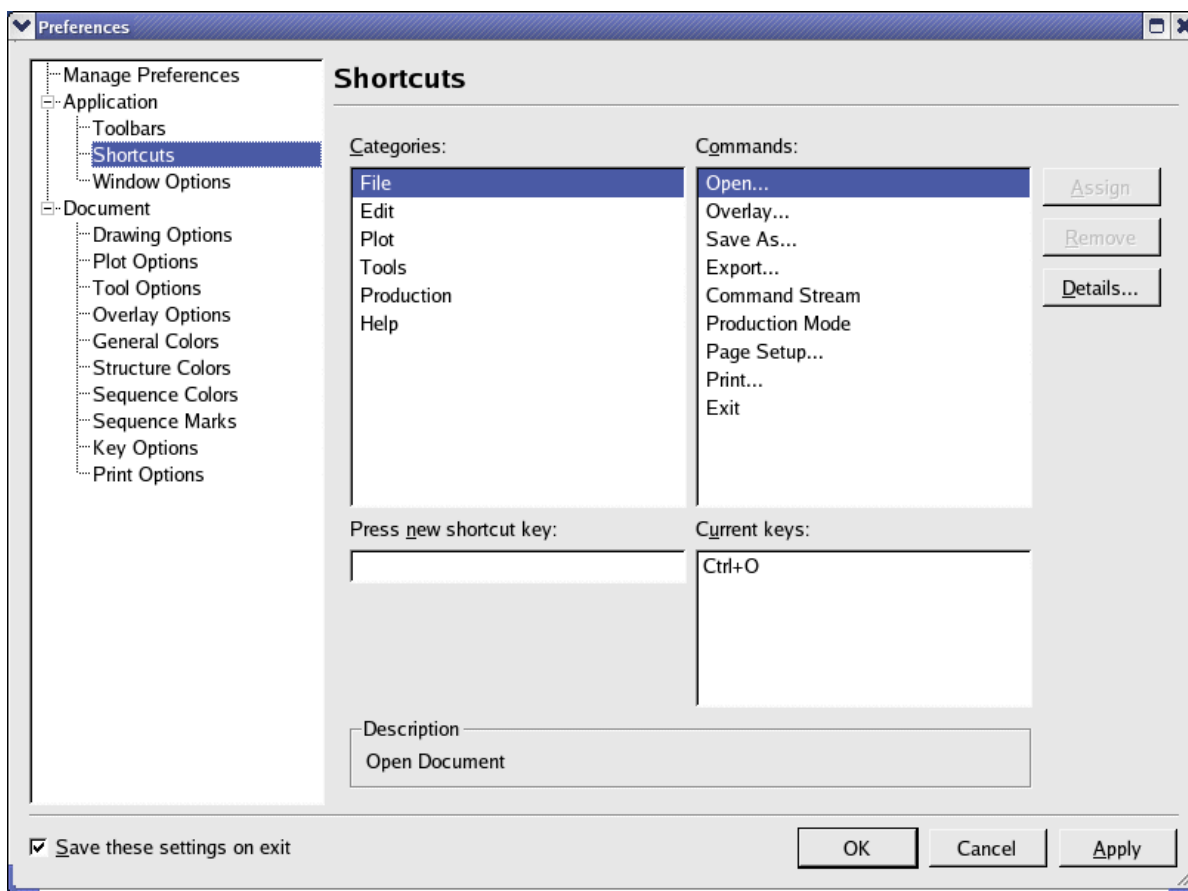 Preferences
Manage Preferences
Application
Toolbars
Shortcuts
Window Options
Document
Drawing Options
Plot Options
Tool Options
Overlay Options
General Colors
Structure Colors
Sequence Colors
Sequence Marks
Key Options
Print Options
Shortcuts
Categories:
File
Edit
Plot
Tools
Production
Help
Commands:
Open...
Overlay...
Save As...
Export...
Command Stream
Production Mode
Page Setup...
Print...
Exit
Assign
Remove
Details...
Press new shortcut key:
Current keys:
Ctrl+O
Description
Open Document
Save these settings on exit
OK
Cancel
Apply